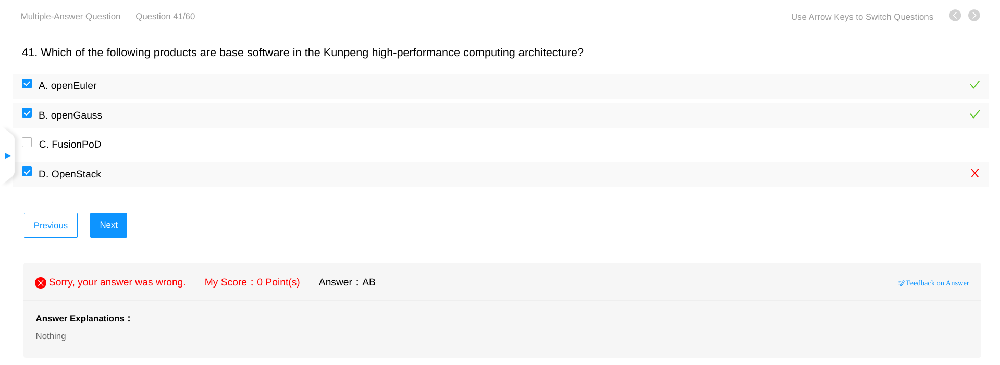 Multiple-Answer Question Question 41/60 Use Arrow Keys to Switch Questions
41. Which of the following products are base software in the Kunpeng high-performance computing architecture?
A. openEuler
B. openGauss
C. FusionPoD
D. OpenStack
Previous Next
Sorry, your answer was wrong. My Score：0 Point(s) Answer：AB Feedback on Answer
Answer Explanations：
Nothing